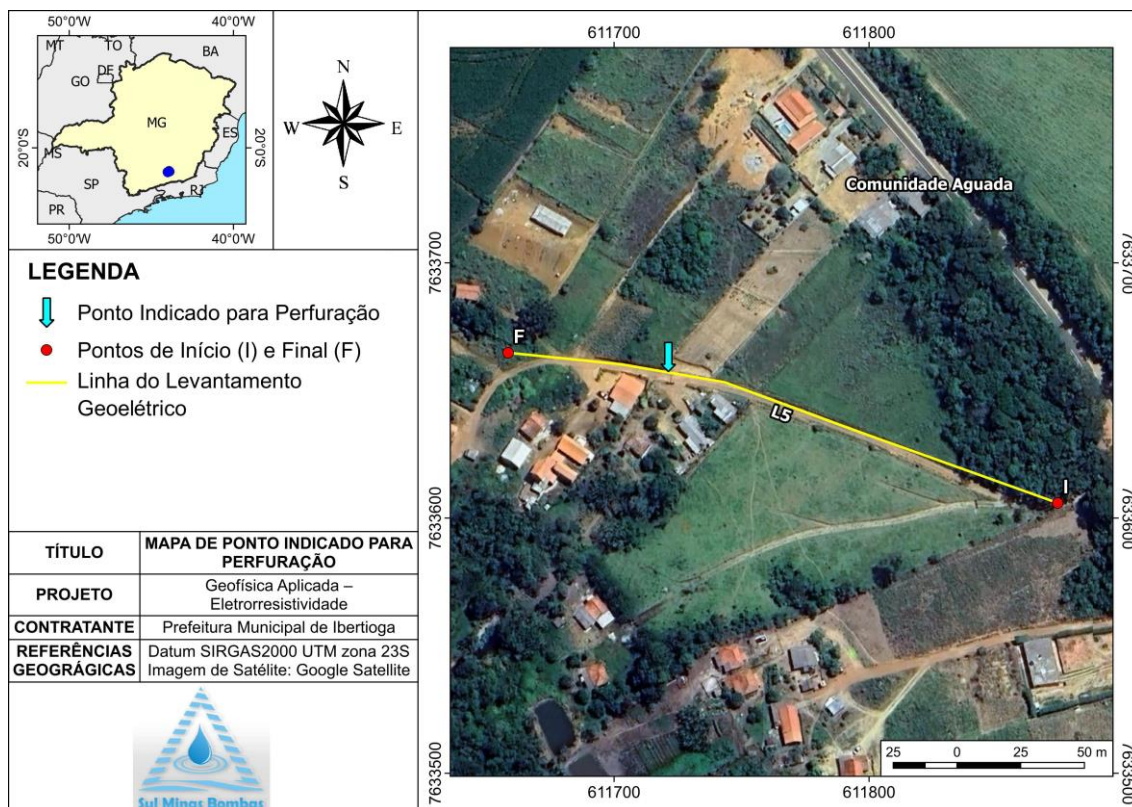 50°0'W 40°0'W
MT TO BA
GO DF
MG
ES
20°0'S 20°0'S
MS
SP
RJ
PR
50°0'W 40°0'W
N
W E
S
LEGENDA
Ponto Indicado para Perfuração
Pontos de Início (I) e Final (F)
Linha do Levantamento
Geoelétrico
TÍTULO MAPA DE PONTO INDICADO PARA
PERFURAÇÃO
PROJETO Geofísica Aplicada –
Eletrorresistividade
CONTRATANTE Prefeitura Municipal de Ibertioga
REFERÊNCIAS Datum SIRGAS2000 UTM zona 23S
GEOGRÁGICAS Imagem de Satélite: Google Satellite
Sul Minas Bombas
611700 611800
Comunidade Aguada
7633700 7633700
F
L5
I
7633600 7633600
25 0 25 50 m
7633500 7633500
611700 611800